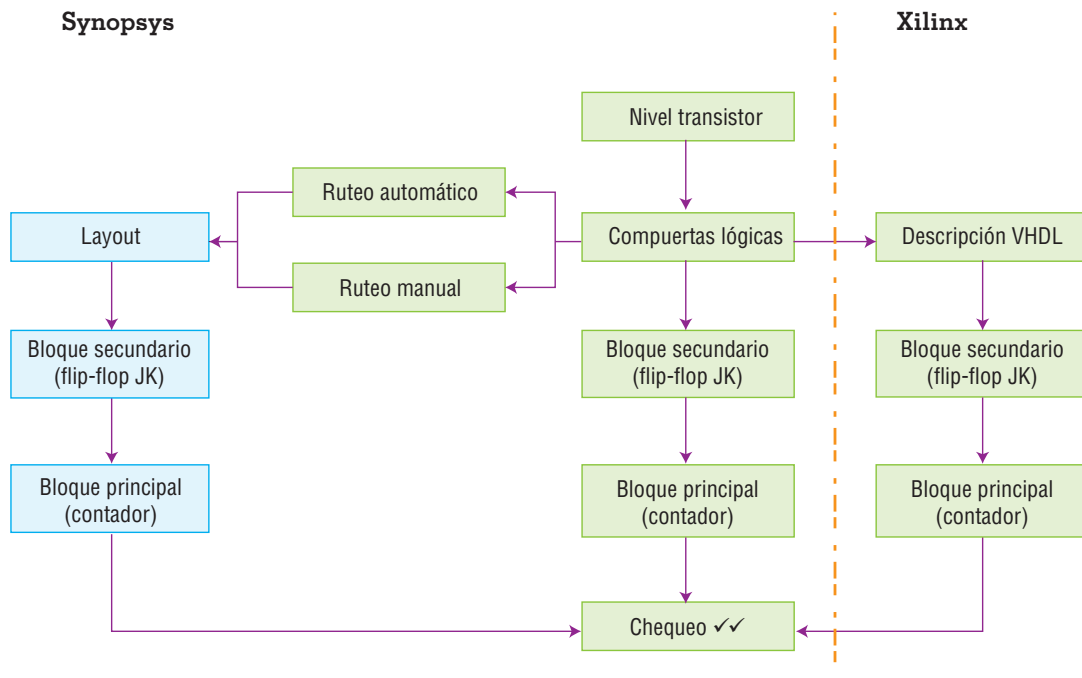 Synopsys
Xilinx
Nivel transistor
Ruteo automático
Layout
Compuertas lógicas
Descripción VHDL
Ruteo manual
Bloque secundario
(flip-flop JK)
Bloque secundario
(flip-flop JK)
Bloque secundario
(flip-flop JK)
Bloque principal
(contador)
Bloque principal
(contador)
Bloque principal
(contador)
Chequeo ✓✓